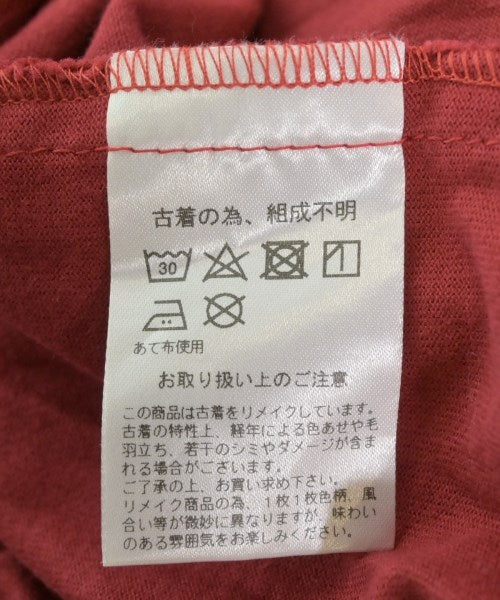 古着の為、組成不明
30
あて布使用
お取り扱い上のご注意
この商品は古着をリメイクしています。
古着の特性上、経年による色あせや毛
羽立ち、若干のシミやダメージが含ま
れる場合がございます。
ご了承の上、お買い求め下さい。
リメイク商品の為、1枚1枚色柄、風
合い等が微妙に異なりますが、味わい
のある雰囲気をお楽しみください。